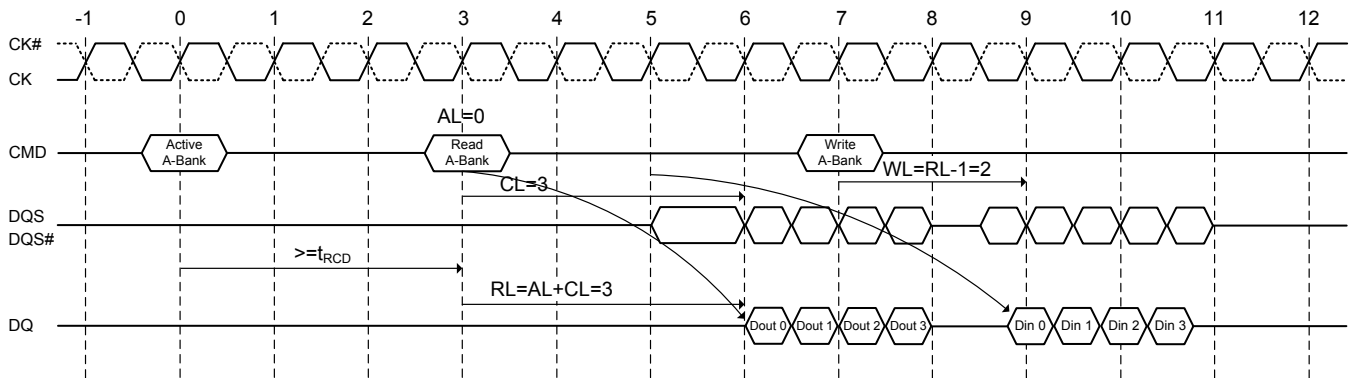 -1 0 1 2 3 4 5 6 7 8 9 10 11 12
CK#
CK
AL=0
CMD
Active
A-Bank
Read
A-Bank
Write
A-Bank
WL=RL-1=2
CL=3
DQS
DQS#
>=tRCD
RL=AL+CL=3
DQ
Dout 0 Dout 1 Dout 2 Dout 3 Din 0 Din 1 Din 2 Din 3